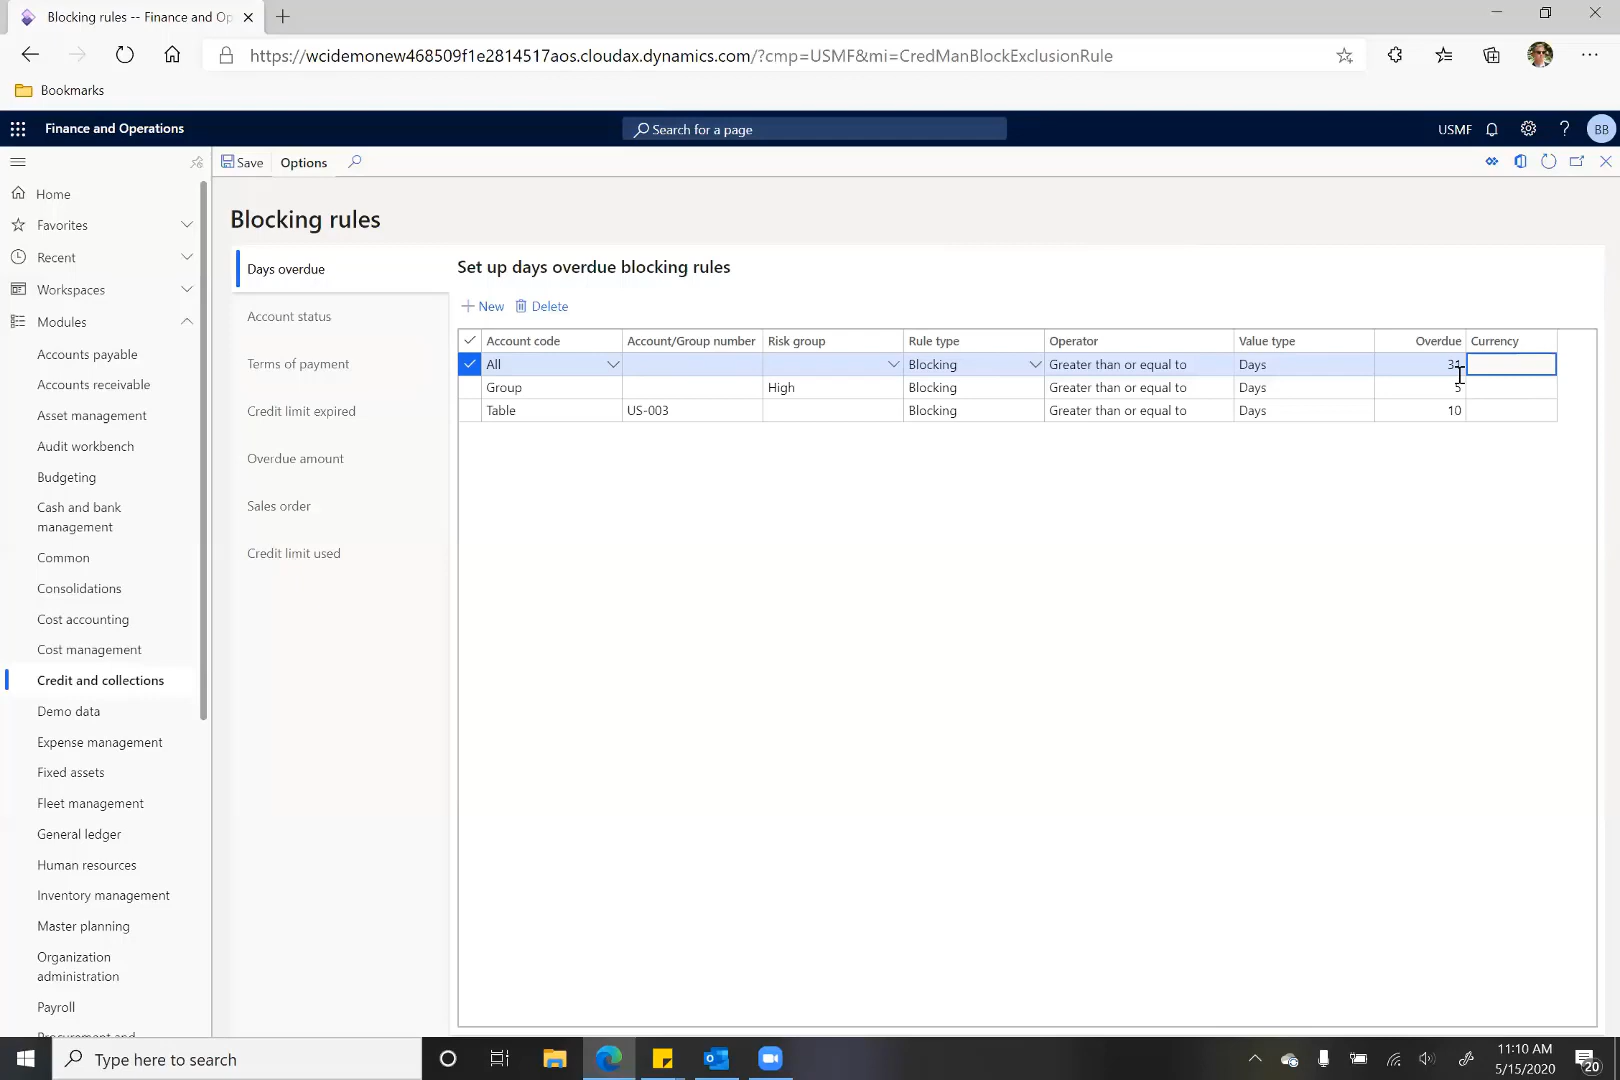 Blocking rules -- Finance and Op
https://wcidemonew468509f1e2814517aos.cloudax.dynamics.com/?cmp=USMF&mi=CredManBlockExclusionRule
Bookmarks
Finance and Operations
Search for a page
USMF
?
BB
Save
Options
Home
Favorites
Recent
Workspaces
Modules
Accounts payable
Accounts receivable
Asset management
Audit workbench
Budgeting
Cash and bank
management
Common
Consolidations
Cost accounting
Cost management
Credit and collections
Demo data
Expense management
Fixed assets
Fleet management
General ledger
Human resources
Inventory management
Master planning
Organization
administration
Payroll
Procurement and
Blocking rules
Days overdue
Account status
Terms of payment
Credit limit expired
Overdue amount
Sales order
Credit limit used
Set up days overdue blocking rules
New Delete
Account code Account/Group number Risk group Rule type Operator Value type Overdue Currency
All Blocking Greater than or equal to Days 31
Group High Blocking Greater than or equal to Days 5
Table US-003 Blocking Greater than or equal to Days 10
Type here to search
11:10 AM
5/15/2020
20